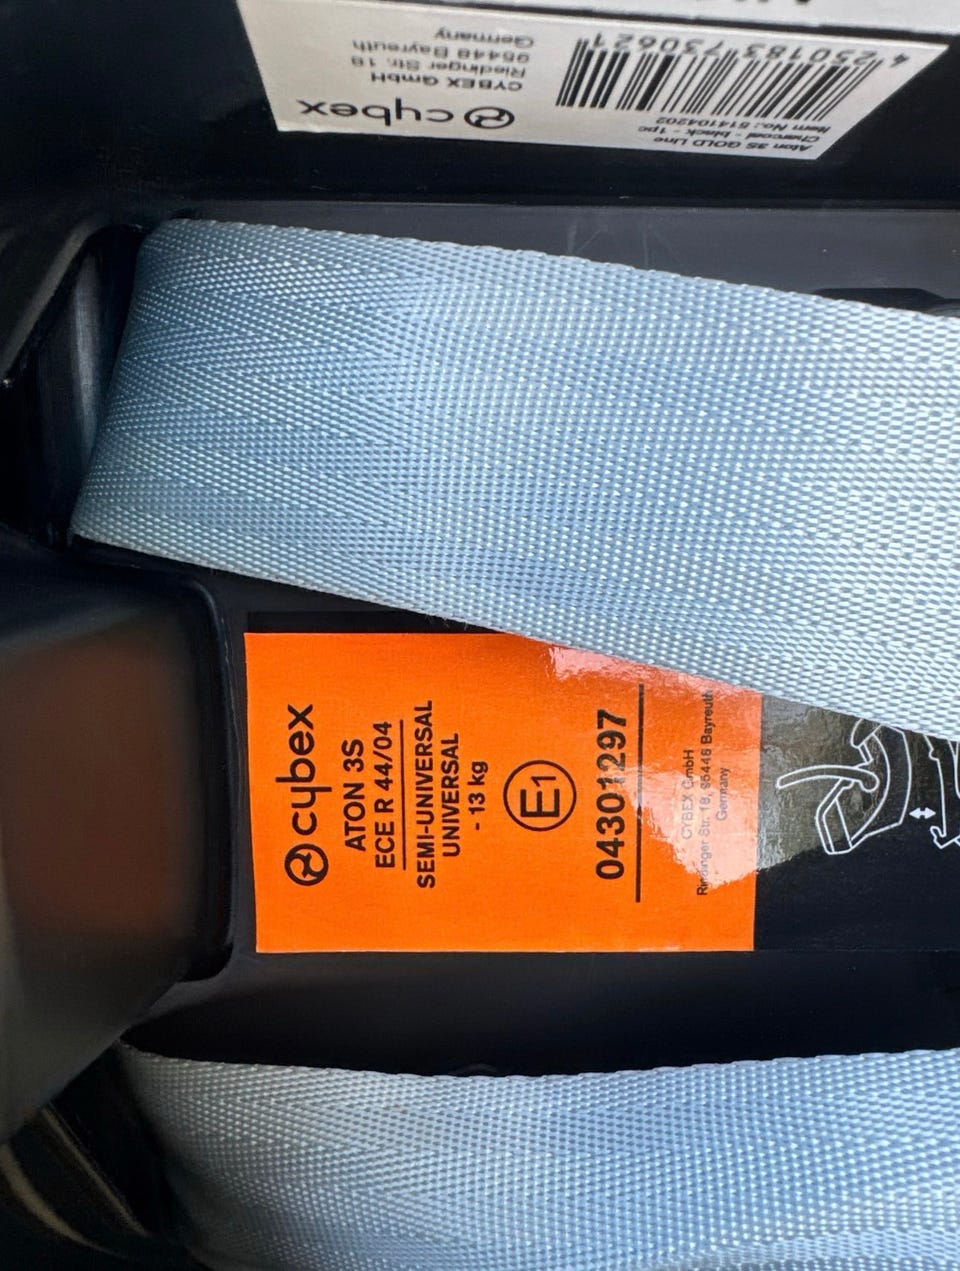 Aton 3S GOLD Line
Charcoal - black - 1pc
Item No.: 514104202
4 250183 730621
cybex
CYBEX GmbH
Riedinger Str. 18
95448 Bayreuth
Germany
cybex
ATON 3S
ECE R 44/04
SEMI-UNIVERSAL
UNIVERSAL
- 13 kg
E1
04301297
CYBEX GmbH
Riedinger Str. 18, 95448 Bayreuth
Germany